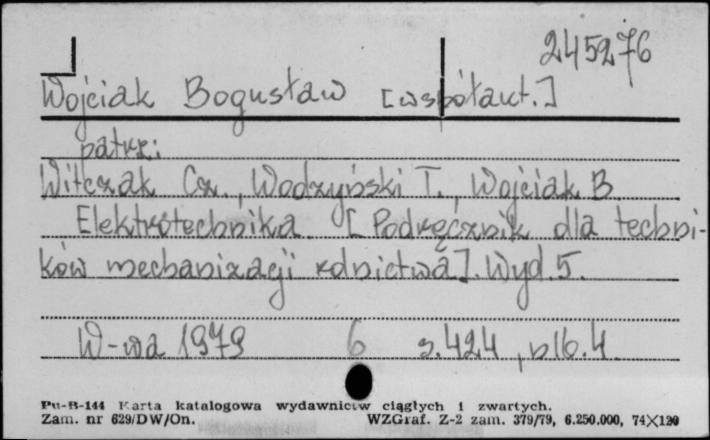 245276
Wojciak Bogusław [współaut.]
patrz:
Witczak Cz., Wodzyński T., Wojciak B
Elektrotechnika [Podręcznik dla techni-
ków mechanizacji rolnictwa]. Wyd. 5.
W-wa 1979 6 s. 424, nlb. 4
Pu-B-144 Karta katalogowa wydawnictw ciągłych i zwartych.
Zam. nr 629/DW/On. WZGraf. Z-2 zam. 379/79, 6.250.000, 74X120